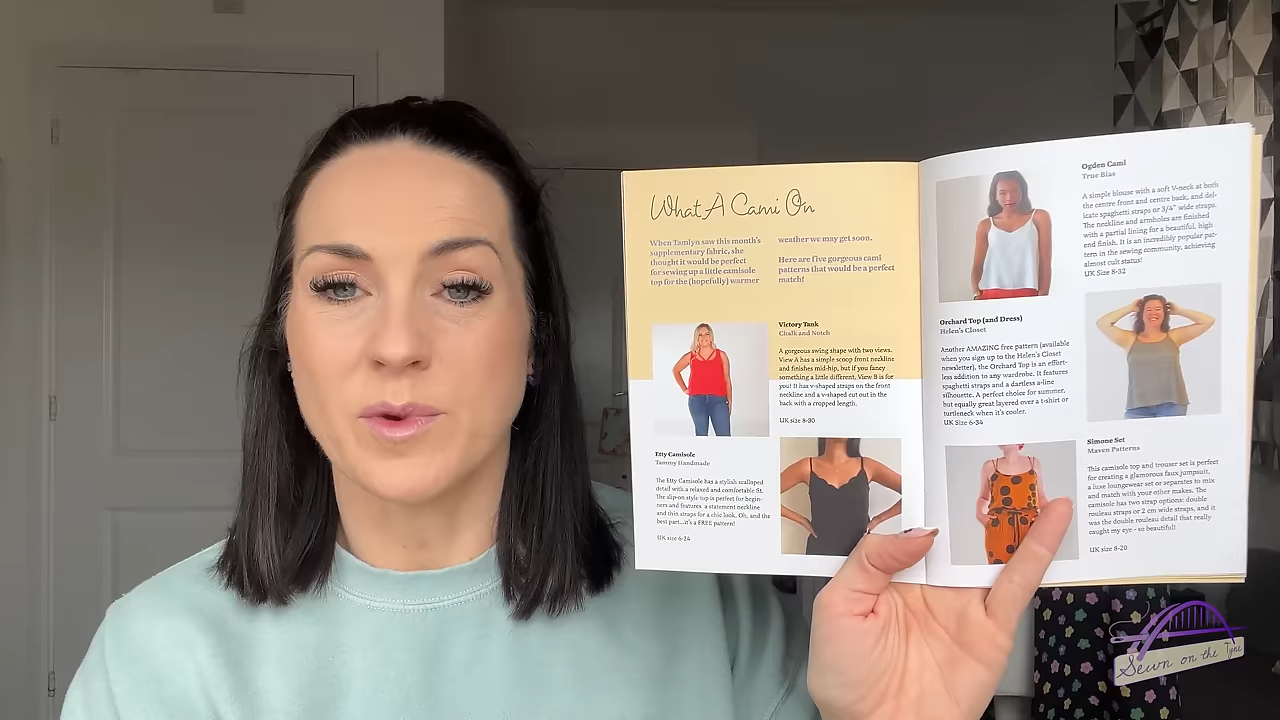 What A Cami On
When Tamlyn saw this month's
supplementary fabric, she
thought it would be perfect
for sewing up a little camisole
top for the (hopefully) warmer
weather we may get soon.
Here are five gorgeous cami
patterns that would be a perfect
match!
Victory Tank
Chalk and Notch
A gorgeous swing shape with two views.
View A has a simple scoop front neckline
and finishes mid-hip, but if you fancy
something a little different, View B is for
you! It has v-shaped straps on the front
neckline and a v-shaped cut out in the
back with a cropped length.
UK size 8-30
Etty Camisole
Tammy Handmade
The Etty Camisole has a stylish scalloped
detail with a relaxed and comfortable fit.
The slip-on style top is perfect for begin-
ners and features a statement neckline
and thin straps for a chic look. Oh, and the
best part...it's a FREE pattern!
UK size 6-24
Ogden Cami
True Bias
A simple blouse with a soft V-neck at both
the centre front and centre back, and del-
icate spaghetti straps or 3/4" wide straps.
The neckline and armholes are finished
with a partial lining for a beautiful, high
end finish. It is an incredibly popular pat-
tern in the sewing community, achieving
almost cult status!
UK Size 8-32
Orchard Top (and Dress)
Helen's Closet
Another AMAZING free pattern (available
when you sign up to the Helen's Closet
newsletter), the Orchard Top is an effort-
less addition to any wardrobe. It features
spaghetti straps and a dartless a-line
silhouette. A perfect choice for summer,
but equally great layered over a t-shirt or
turtleneck when it's cooler.
UK Size 6-34
Simone Set
Maven Patterns
This camisole top and trouser set is perfect
for creating a glamorous faux jumpsuit,
a luxe loungewear set or separates to mix
and match with your other makes. The
camisole has two strap options: double
rouleau straps or 2 cm wide straps, and it
was the double rouleau detail that really
caught my eye - so beautiful!
UK size 8-20
Sewn on the Tyne